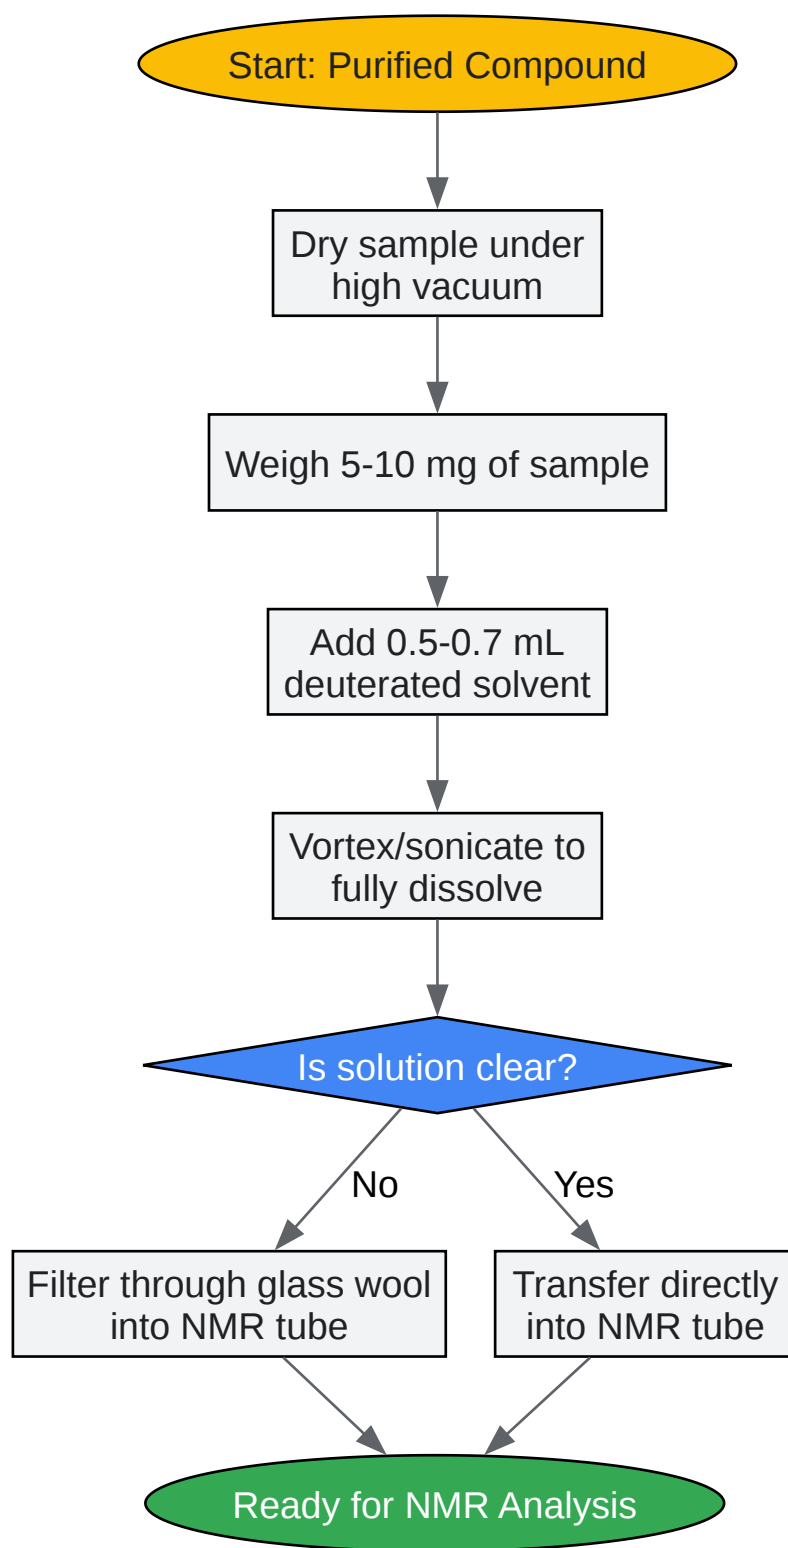 Start: Purified Compound
Dry sample under
high vacuum
Weigh 5-10 mg of sample
Add 0.5-0.7 mL
deuterated solvent
Vortex/sonicate to
fully dissolve
Is solution clear?
No
Yes
Filter through glass wool
into NMR tube
Transfer directly
into NMR tube
Ready for NMR Analysis